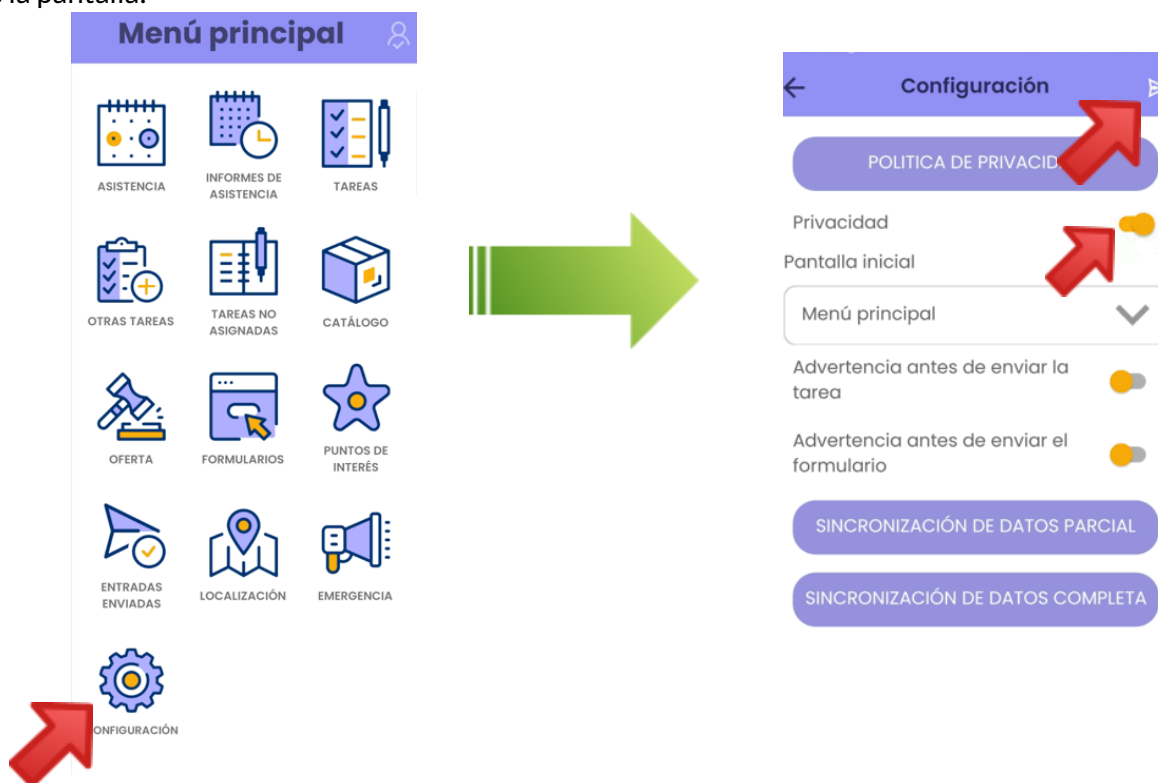 la pantalla.
Menú principal
ASISTENCIA
INFORMES DE
ASISTENCIA
TAREAS
OTRAS TAREAS
TAREAS NO
ASIGNADAS
CATÁLOGO
OFERTA
FORMULARIOS
PUNTOS DE
INTERÉS
ENTRADAS
ENVIADAS
LOCALIZACIÓN
EMERGENCIA
ONFIGURACIÓN
Configuración
POLITICA DE PRIVACID
Privacidad
Pantalla inicial
Menú principal
Advertencia antes de enviar la
tarea
Advertencia antes de enviar el
formulario
SINCRONIZACIÓN DE DATOS PARCIAL
SINCRONIZACIÓN DE DATOS COMPLETA